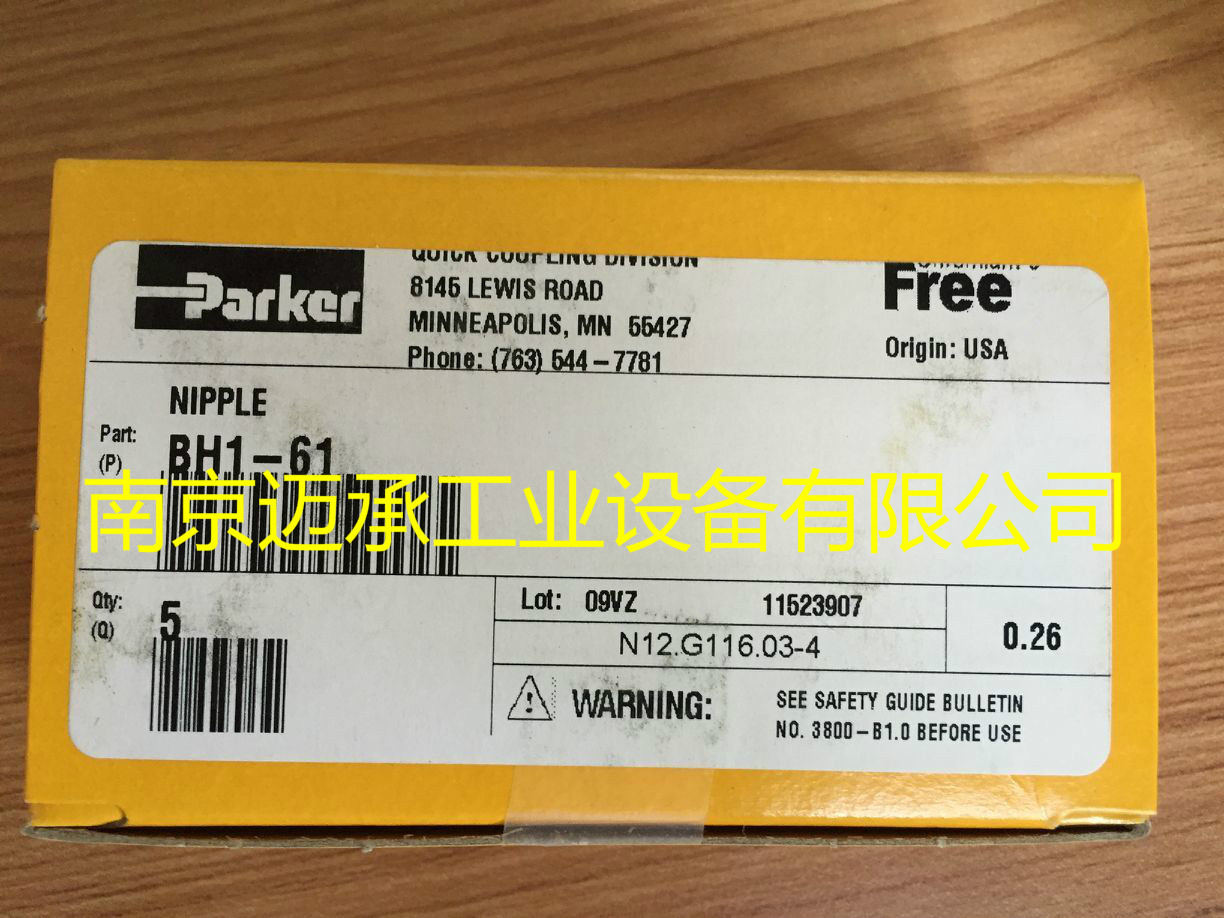 Parker
QUICK COUPLING DIVISION
8145 LEWIS ROAD
MINNEAPOLIS, MN 55427
Phone: (763) 544-7781
Free
Origin: USA
NIPPLE
Part:
(P)
BH1-61
南京迈承工业设备有限公司
Qty:
(Q)
5
Lot: 09VZ 11523907
N12.G116.03-4
0.26
WARNING:
SEE SAFETY GUIDE BULLETIN
NO. 3800-B1.0 BEFORE USE